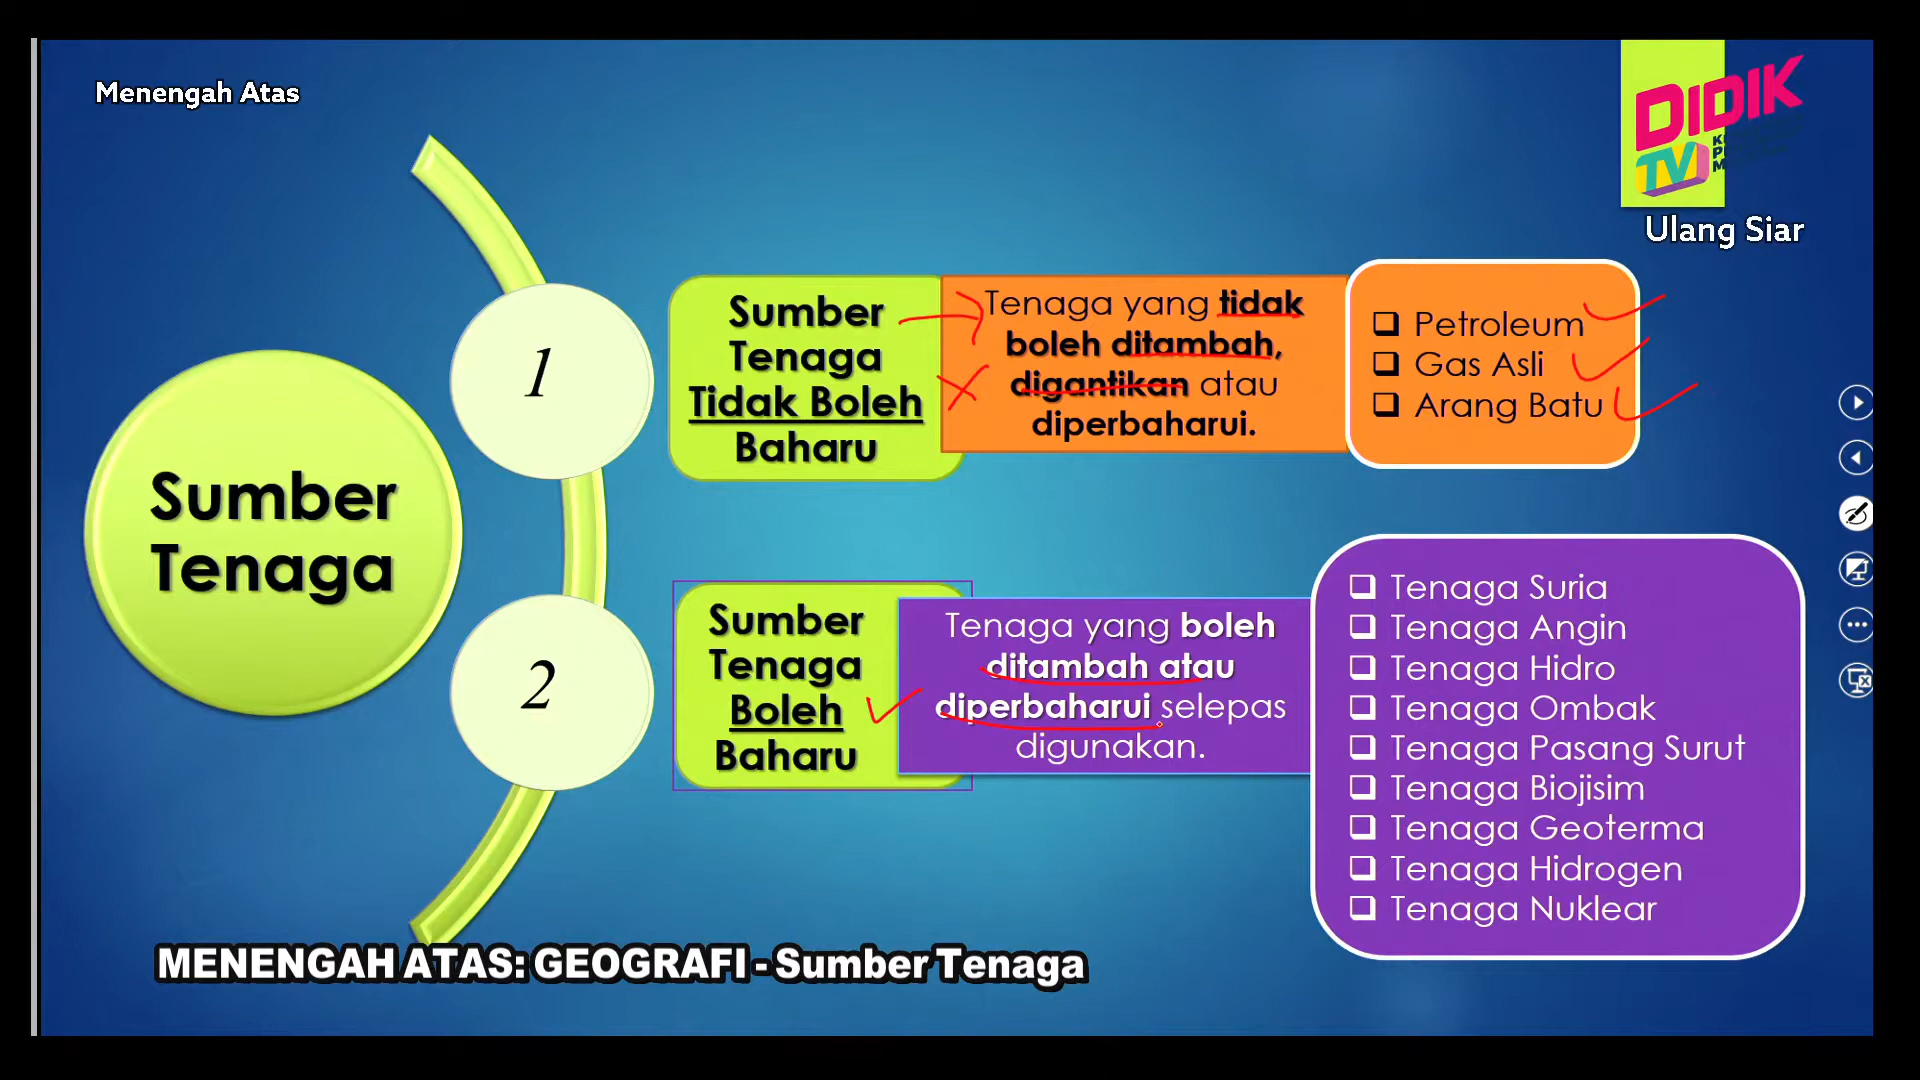 Menengah Atas
DIDIK
TV
Ulang Siar
Sumber
Tenaga
1
Sumber
Tenaga
Tidak Boleh
Baharu
Tenaga yang tidak
boleh ditambah,
digantikan atau
diperbaharui.
❑ Petroleum
❑ Gas Asli
❑ Arang Batu
2
Sumber
Tenaga
Boleh
Baharu
Tenaga yang boleh
ditambah atau
diperbaharui selepas
digunakan.
❑ Tenaga Suria
❑ Tenaga Angin
❑ Tenaga Hidro
❑ Tenaga Ombak
❑ Tenaga Pasang Surut
❑ Tenaga Biojisim
❑ Tenaga Geoterma
❑ Tenaga Hidrogen
❑ Tenaga Nuklear
MENENGAH ATAS: GEOGRAFI - Sumber Tenaga